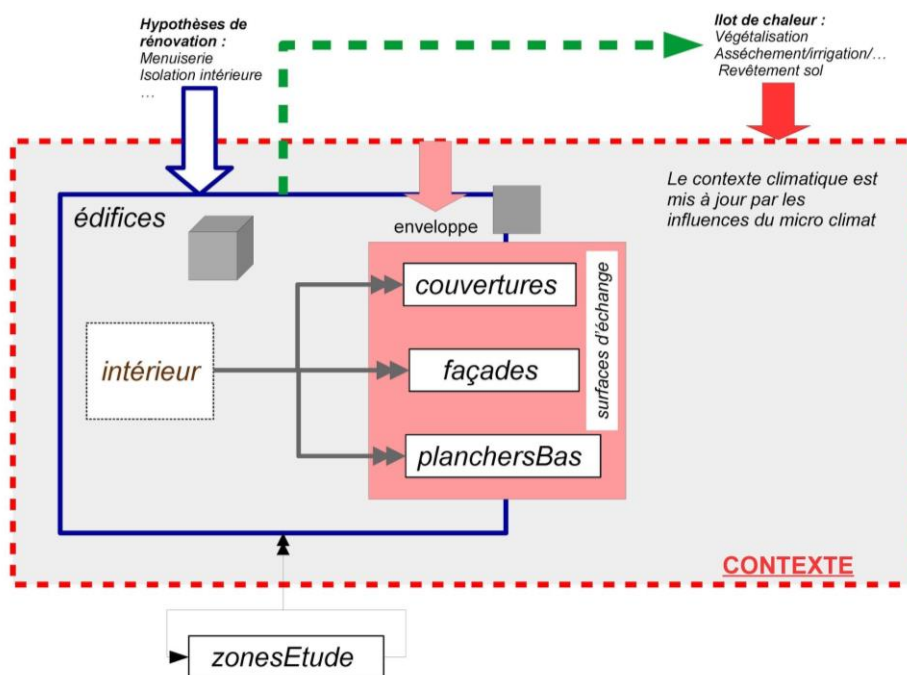 Hypothèses de
rénovation :
Menuiserie
Isolation intérieure
…
Ilot de chaleur :
Végétalisation
Asséchement/irrigation/…
Revêtement sol
Le contexte climatique est
mis à jour par les
influences du micro climat
édifices
enveloppe
couvertures
surfaces d'échange
intérieur
façades
planchersBas
CONTEXTE
zonesEtude